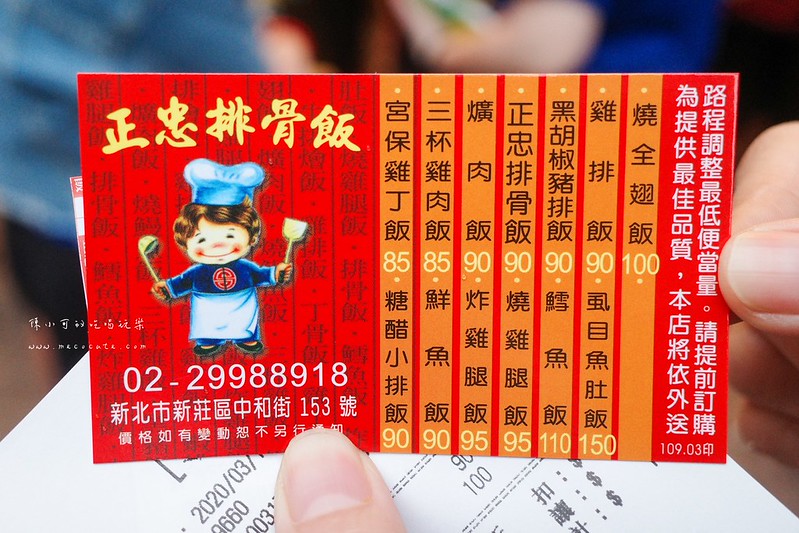 正忠排骨飯
02-29988918
新北市新莊區中和街 153 號
價格如有變動恕不另行通知
陳小可的吃喝玩樂
www.mecocute.com
·宮保雞丁飯 85
·三杯雞肉飯 85
·爌肉飯 90
·正忠排骨飯 90
·黑胡椒豬排飯 90
·雞排飯 90
·燒全翅飯 100
·糖醋小排飯 90
·鮮魚飯 90
·炸雞腿飯 95
·燒雞腿飯 95
·鱈魚飯 110
·虱目魚肚飯 150
為提供最佳品質，本店將依外送
路程調整最低便當量。請提前訂購
109.03印
2020/03/
9660
0031
90
100